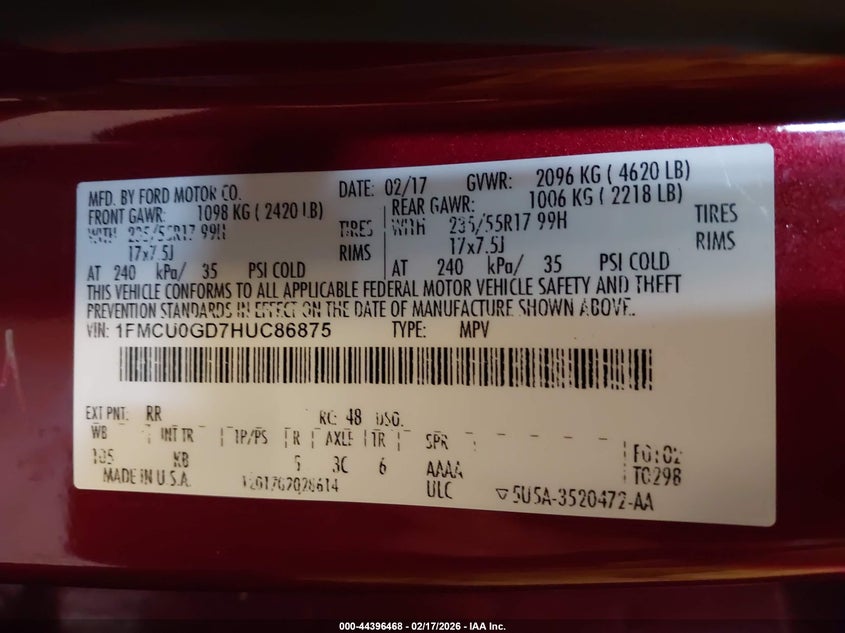 MFD. BY FORD MOTOR CO. DATE: 02/17 GVWR: 2096 KG ( 4620 LB)
FRONT GAWR: 1098 KG ( 2420 LB) REAR GAWR: 1006 KG ( 2218 LB)
WITH 235/55R17 99H TIRES WITH 235/55R17 99H TIRES
17x7.5J RIMS 17x7.5J RIMS
AT 240 kPa/ 35 PSI COLD AT 240 kPa/ 35 PSI COLD
THIS VEHICLE CONFORMS TO ALL APPLICABLE FEDERAL MOTOR VEHICLE SAFETY AND THEFT
PREVENTION STANDARDS IN EFFECT ON THE DATE OF MANUFACTURE SHOWN ABOVE.
VIN: 1FMCU0GD7HUC86875 TYPE: MPV
EXT PNT: RR RC: 48 DSO:
WB INT TR TP/PS R AXLE TR SPR
105 KB 5 3C 6 AAAA
MADE IN U.S.A. ULC 5U5A-3520472-AA
T0298
000-44396468 - 02/17/2026 - IAA Inc.